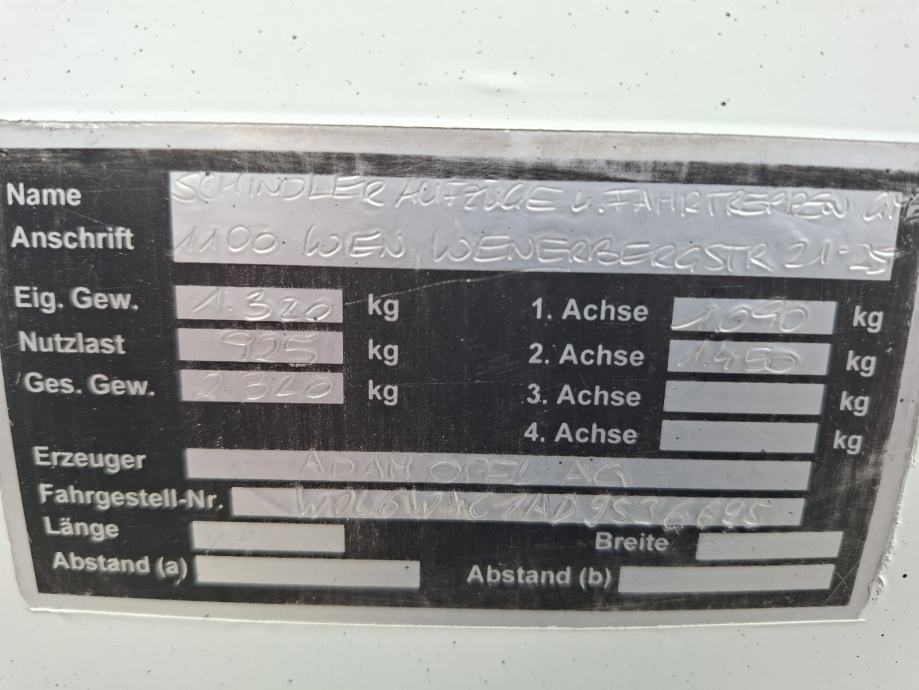 Name SCHINDLER AUFZÜGE U. FAHRTREPPEN GMB
Anschrift 1100 WIEN, WIENERBERGSTR 21-25
Eig. Gew. 1.320 kg 1. Achse 1.090 kg
Nutzlast 925 kg 2. Achse 1.450 kg
Ges. Gew. 2.320 kg 3. Achse kg
4. Achse kg
Erzeuger ADAM OPEL AG
Fahrgestell-Nr.
Länge Breite
Abstand (a) Abstand (b)